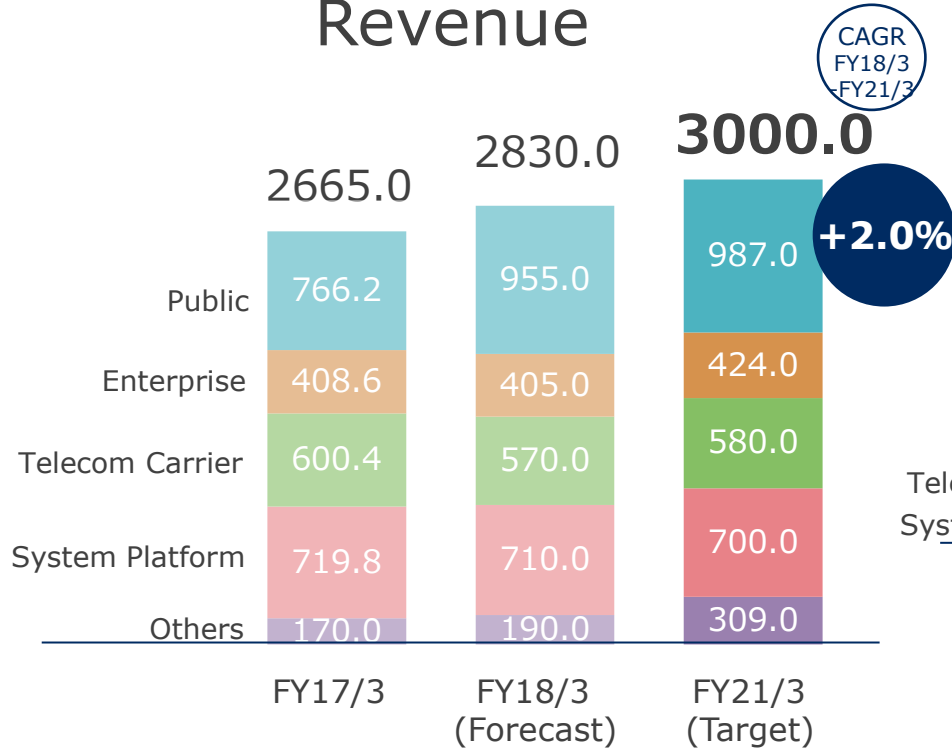 Revenue
CAGR
FY18/3
-FY21/3
2665.0
2830.0
3000.0
+2.0%
Public
766.2
955.0
987.0
Enterprise
408.6
405.0
424.0
Telecom Carrier
600.4
570.0
580.0
System Platform
719.8
710.0
700.0
Others
170.0
190.0
309.0
FY17/3
FY18/3
(Forecast)
FY21/3
(Target)